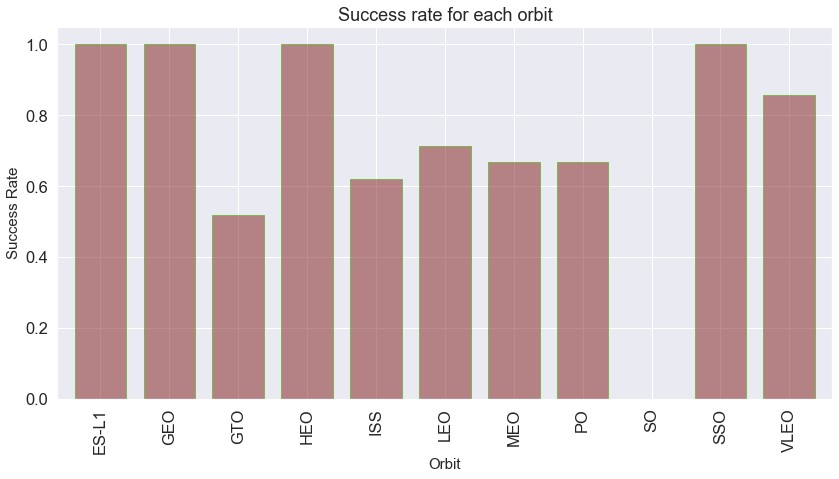 Success rate for each orbit
Success Rate
1.0
0.8
0.6
0.4
0.2
0.0
ES-L1
GEO
GTO
HEO
ISS
LEO
MEO
PO
SO
SSO
VLEO
Orbit